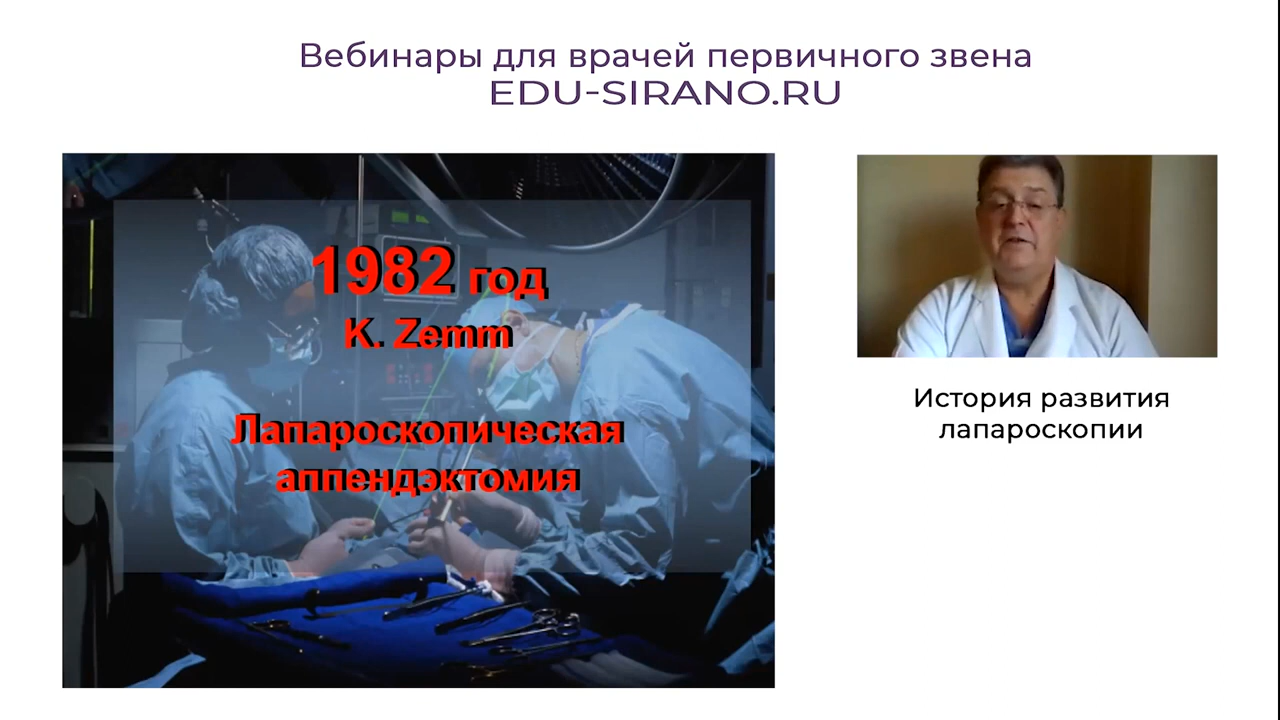 Вебинары для врачей первичного звена
EDU-SIRANO.RU
1982 год
K. Zemm
Лапароскопическая
аппендэктомия
История развития
лапароскопии